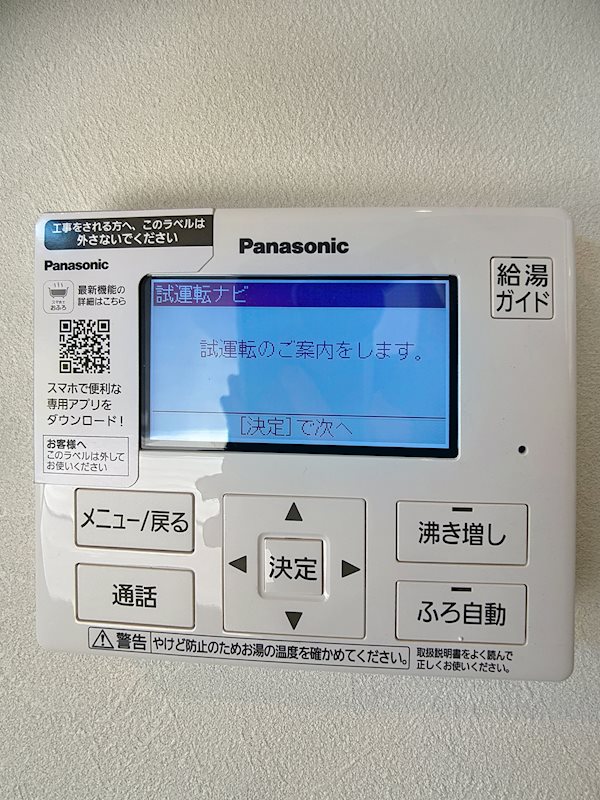 工事をされる方へ、このラベルは
外さないでください
Panasonic
最新機能の
詳細はこちら
スマホで
おふろ
スマホで便利な
専用アプリを
ダウンロード！
お客様へ
このラベルは外して
お使いください
Panasonic
給湯
ガイド
試運転ナビ
試運転のご案内をします。
[決定]で次へ
メニュー/戻る
通話
▲
◀
決定
▶
▼
沸き増し
ふろ自動
警告
やけど防止のためお湯の温度を確かめてください。
取扱説明書をよく読んで
正しくお使いください。